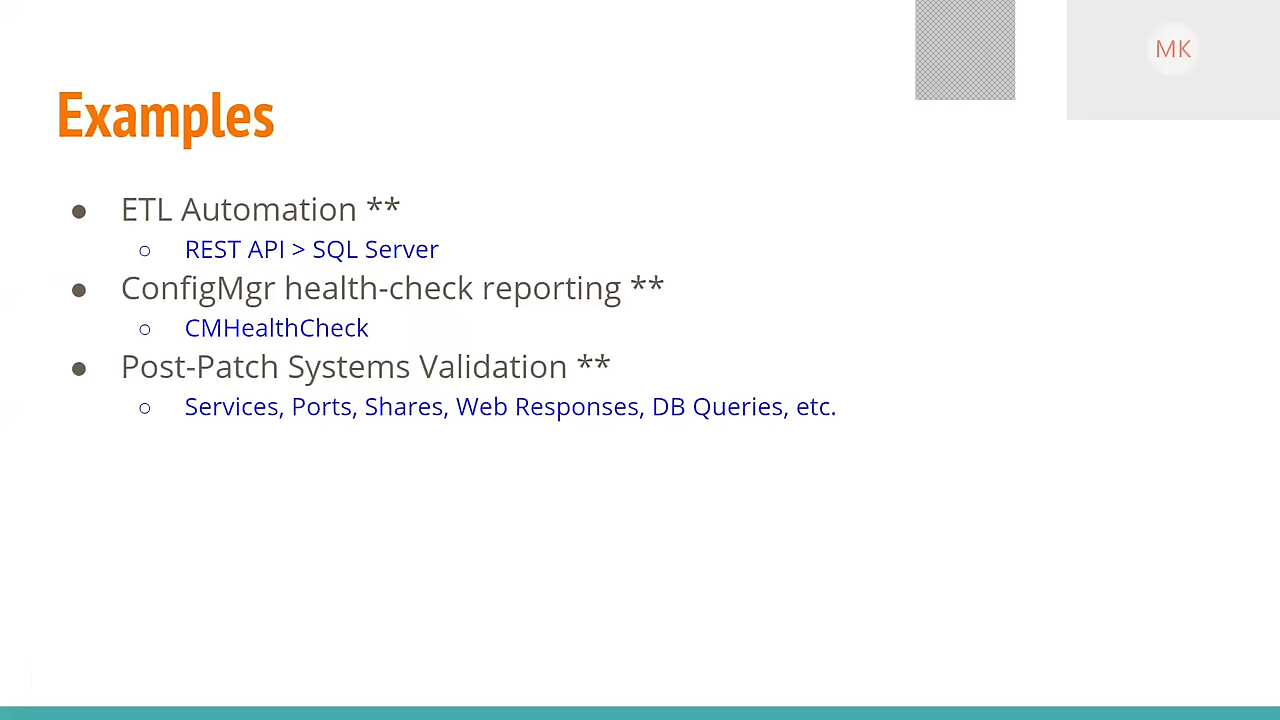 MK
Examples
● ETL Automation **
○ REST API > SQL Server
● ConfigMgr health-check reporting **
○ CMHealthCheck
● Post-Patch Systems Validation **
○ Services, Ports, Shares, Web Responses, DB Queries, etc.